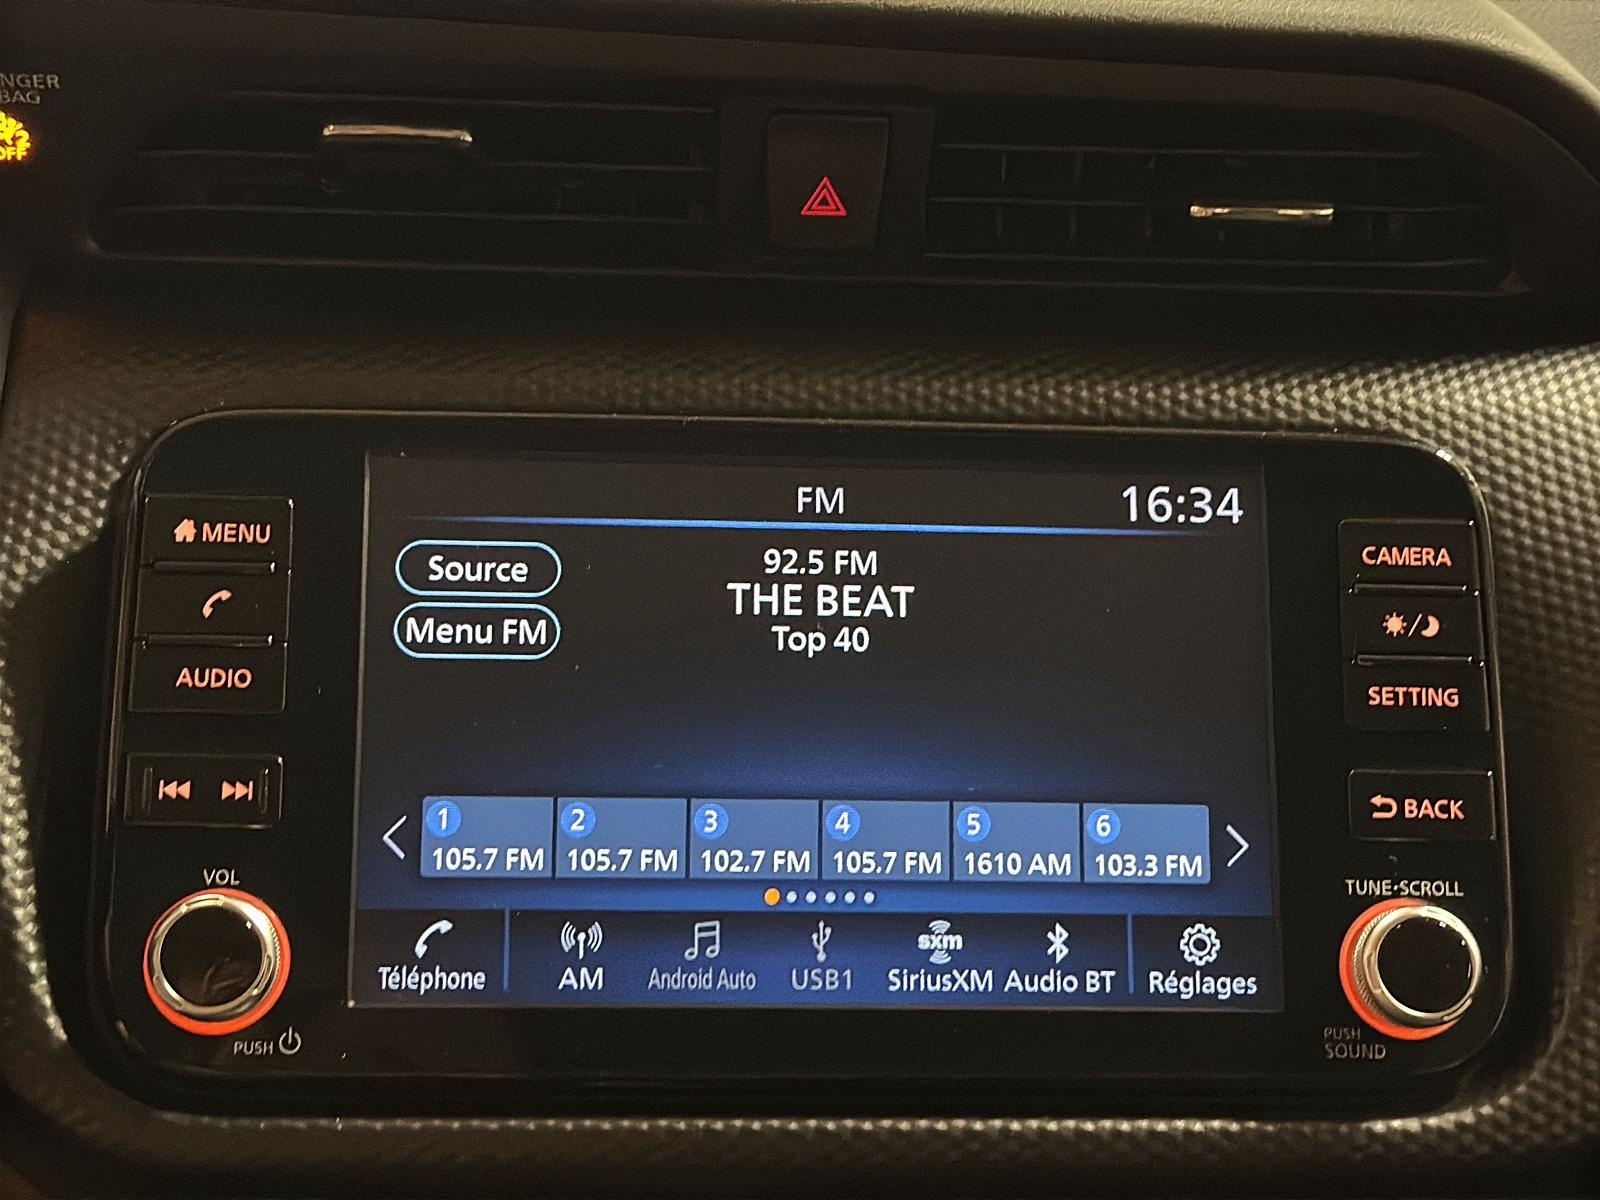 NGER
BAG
OFF
FM
16:34
MENU
AUDIO
VOL
PUSH
Source
Menu FM
92.5 FM
THE BEAT
Top 40
1
105.7 FM
2
105.7 FM
3
102.7 FM
4
105.7 FM
5
1610 AM
6
103.3 FM
Téléphone
AM
Android Auto
USB1
sxm
SiriusXM
Audio BT
Réglages
CAMERA
SETTING
BACK
TUNE•SCROLL
PUSH
SOUND